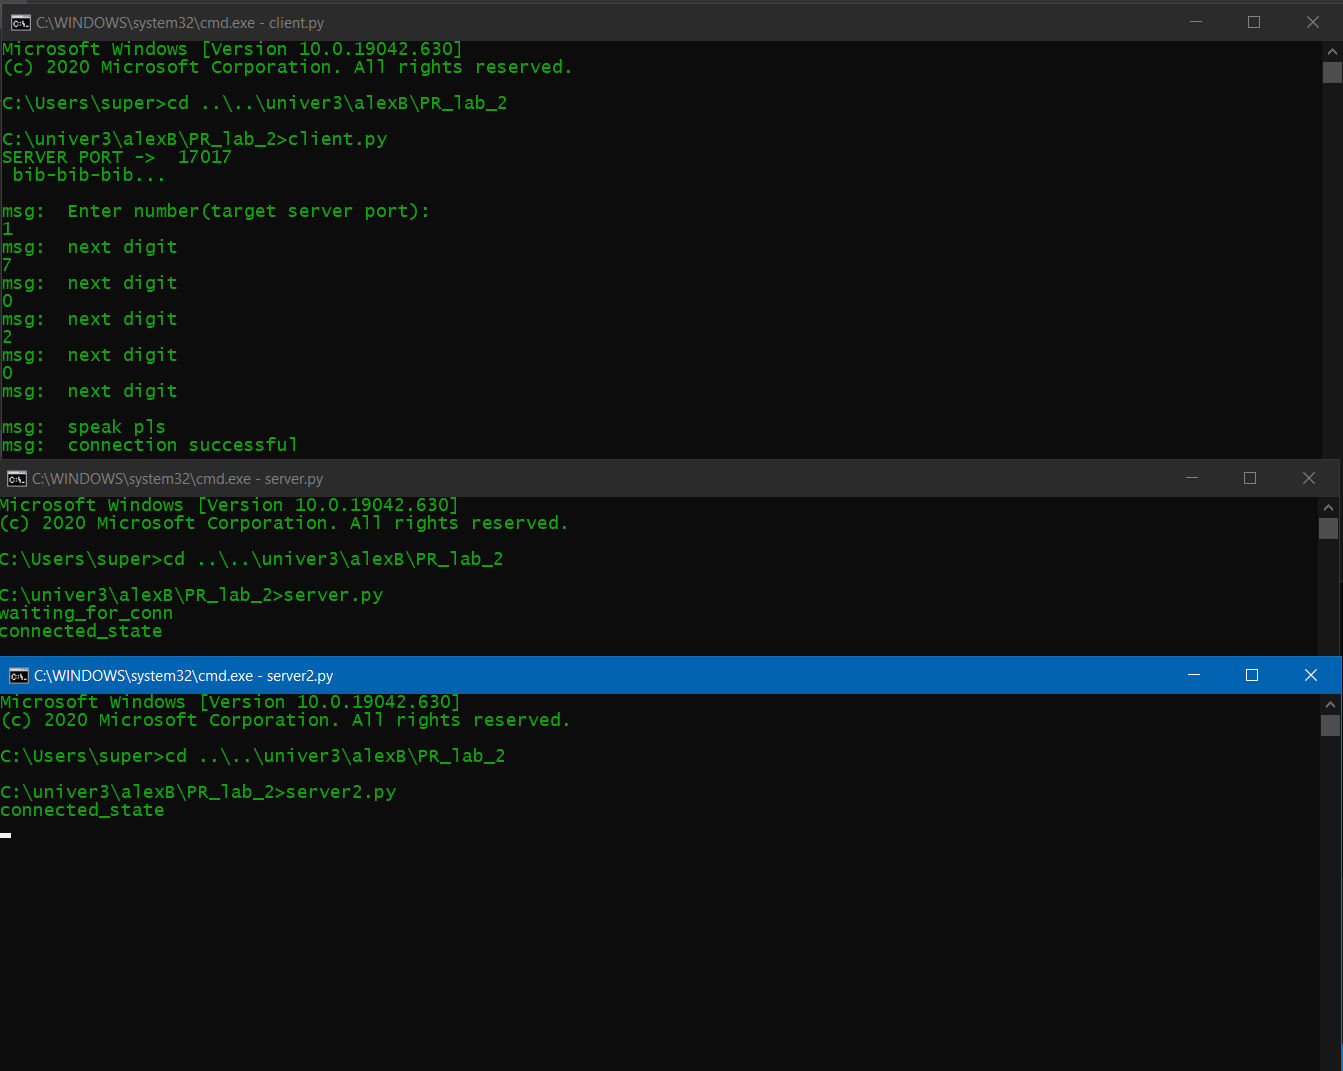 C:\WINDOWS\system32\cmd.exe - client.py
Microsoft Windows [Version 10.0.19042.630]
(c) 2020 Microsoft Corporation. All rights reserved.
C:\Users\super>cd ..\..\univer3\alexB\PR_lab_2
C:\univer3\alexB\PR_lab_2>client.py
SERVER PORT ->  17017
 bib-bib-bib...
msg:  Enter number(target server port):
1
msg:  next digit
7
msg:  next digit
0
msg:  next digit
2
msg:  next digit
0
msg:  next digit
msg:  speak pls
msg:  connection successful
C:\WINDOWS\system32\cmd.exe - server.py
Microsoft Windows [Version 10.0.19042.630]
(c) 2020 Microsoft Corporation. All rights reserved.
C:\Users\super>cd ..\..\univer3\alexB\PR_lab_2
C:\univer3\alexB\PR_lab_2>server.py
waiting_for_conn
connected_state
C:\WINDOWS\system32\cmd.exe - server2.py
Microsoft Windows [Version 10.0.19042.630]
(c) 2020 Microsoft Corporation. All rights reserved.
C:\Users\super>cd ..\..\univer3\alexB\PR_lab_2
C:\univer3\alexB\PR_lab_2>server2.py
connected_state